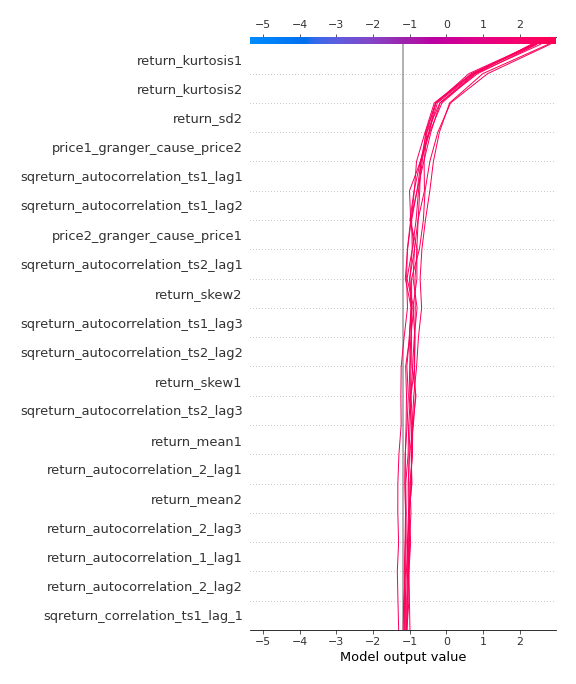 −5 −4 −3 −2 −1 0 1 2
return_kurtosis1
return_kurtosis2
return_sd2
price1_granger_cause_price2
sqreturn_autocorrelation_ts1_lag1
sqreturn_autocorrelation_ts1_lag2
price2_granger_cause_price1
sqreturn_autocorrelation_ts2_lag1
return_skew2
sqreturn_autocorrelation_ts1_lag3
sqreturn_autocorrelation_ts2_lag2
return_skew1
sqreturn_autocorrelation_ts2_lag3
return_mean1
return_autocorrelation_2_lag1
return_mean2
return_autocorrelation_2_lag3
return_autocorrelation_1_lag1
return_autocorrelation_2_lag2
sqreturn_correlation_ts1_lag_1
−5 −4 −3 −2 −1 0 1 2
Model output value